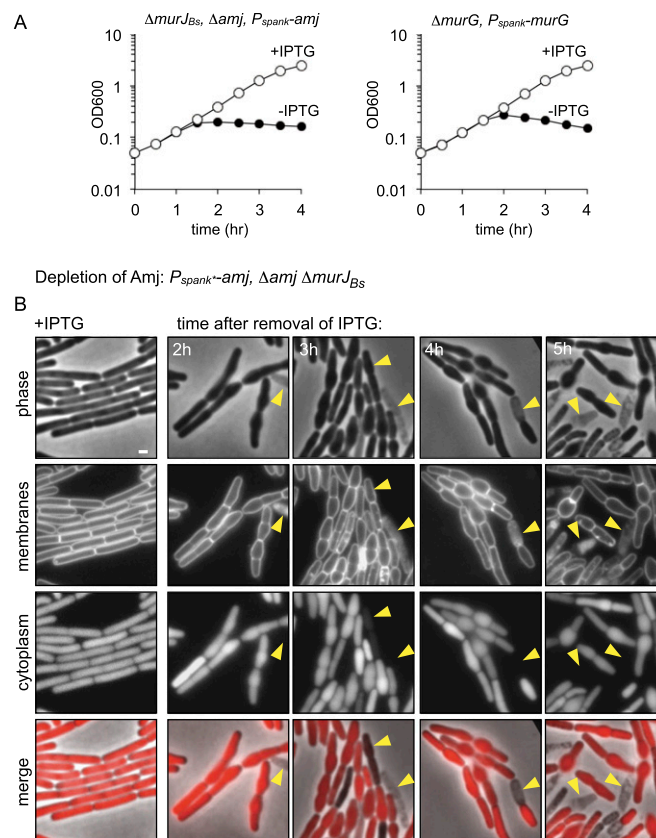 A
ΔmurJBs, Δamj, Pspank-amj
ΔmurG, Pspank-murG
OD600
10
1
0.1
0.01
+IPTG
-IPTG
0 1 2 3 4
time (hr)
OD600
10
1
0.1
0.01
+IPTG
-IPTG
0 1 2 3 4
time (hr)
Depletion of Amj: Pspank*-amj, Δamj ΔmurJBs
B
+IPTG
time after removal of IPTG:
2h
3h
4h
5h
phase
membranes
cytoplasm
merge